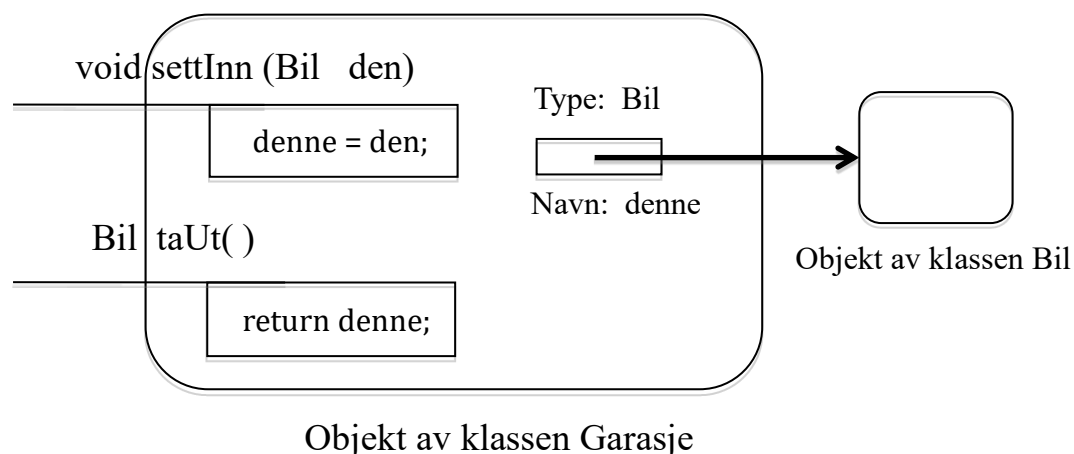 void settInn (Bil den)
denne = den;
Type: Bil
Navn: denne
Bil taUt( )
return denne;
Objekt av klassen Bil
Objekt av klassen Garasje